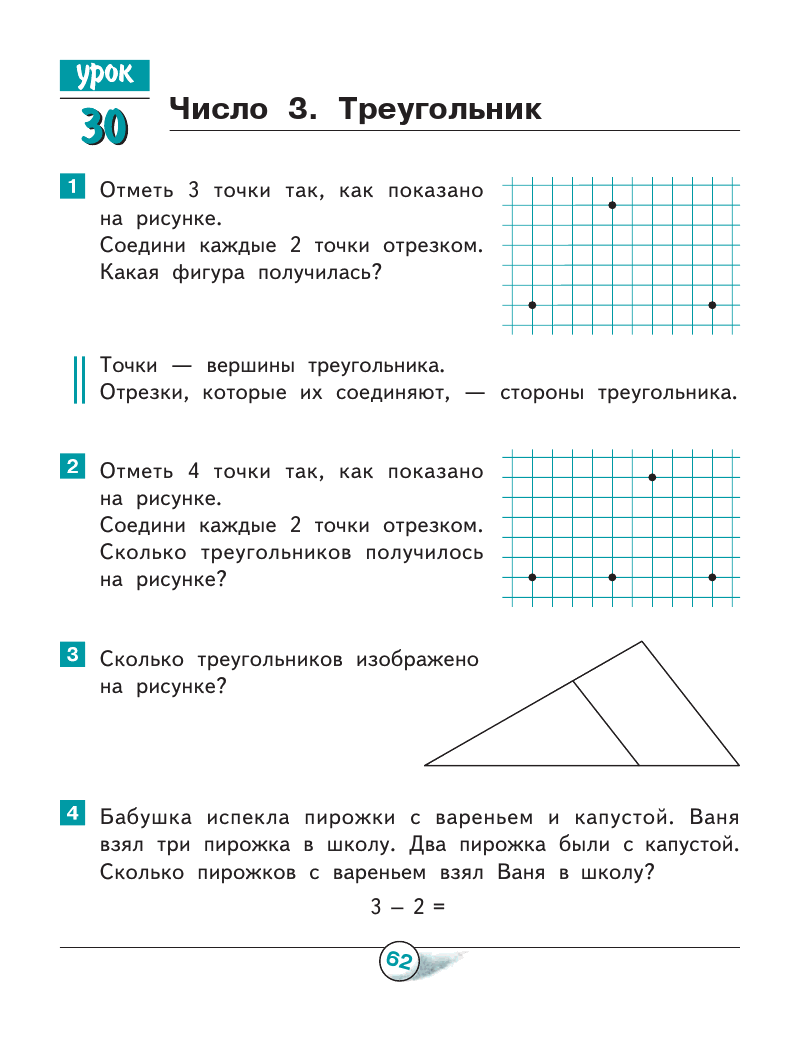 урок
30
Число 3. Треугольник
1
Отметь 3 точки так, как показано
на рисунке.
Соедини каждые 2 точки отрезком.
Какая фигура получилась?
Точки — вершины треугольника.
Отрезки, которые их соединяют, — стороны треугольника.
2
Отметь 4 точки так, как показано
на рисунке.
Соедини каждые 2 точки отрезком.
Сколько треугольников получилось
на рисунке?
3
Сколько треугольников изображено
на рисунке?
4
Бабушка испекла пирожки с вареньем и капустой. Ваня
взял три пирожка в школу. Два пирожка были с капустой.
Сколько пирожков с вареньем взял Ваня в школу?
3 – 2 =
62